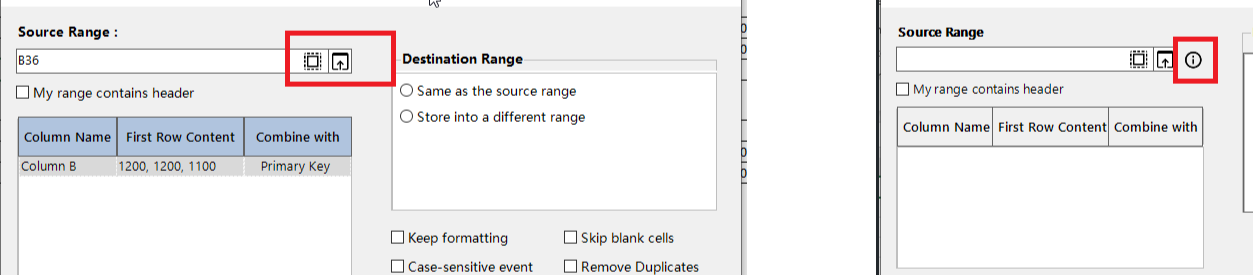 Source Range :
B36
My range contains header
Column Name First Row Content Combine with
Column B 1200, 1200, 1100 Primary Key
Destination Range
Same as the source range
Store into a different range
Keep formatting Skip blank cells
Case-sensitive event Remove Duplicates
Source Range
My range contains header
Column Name First Row Content Combine with